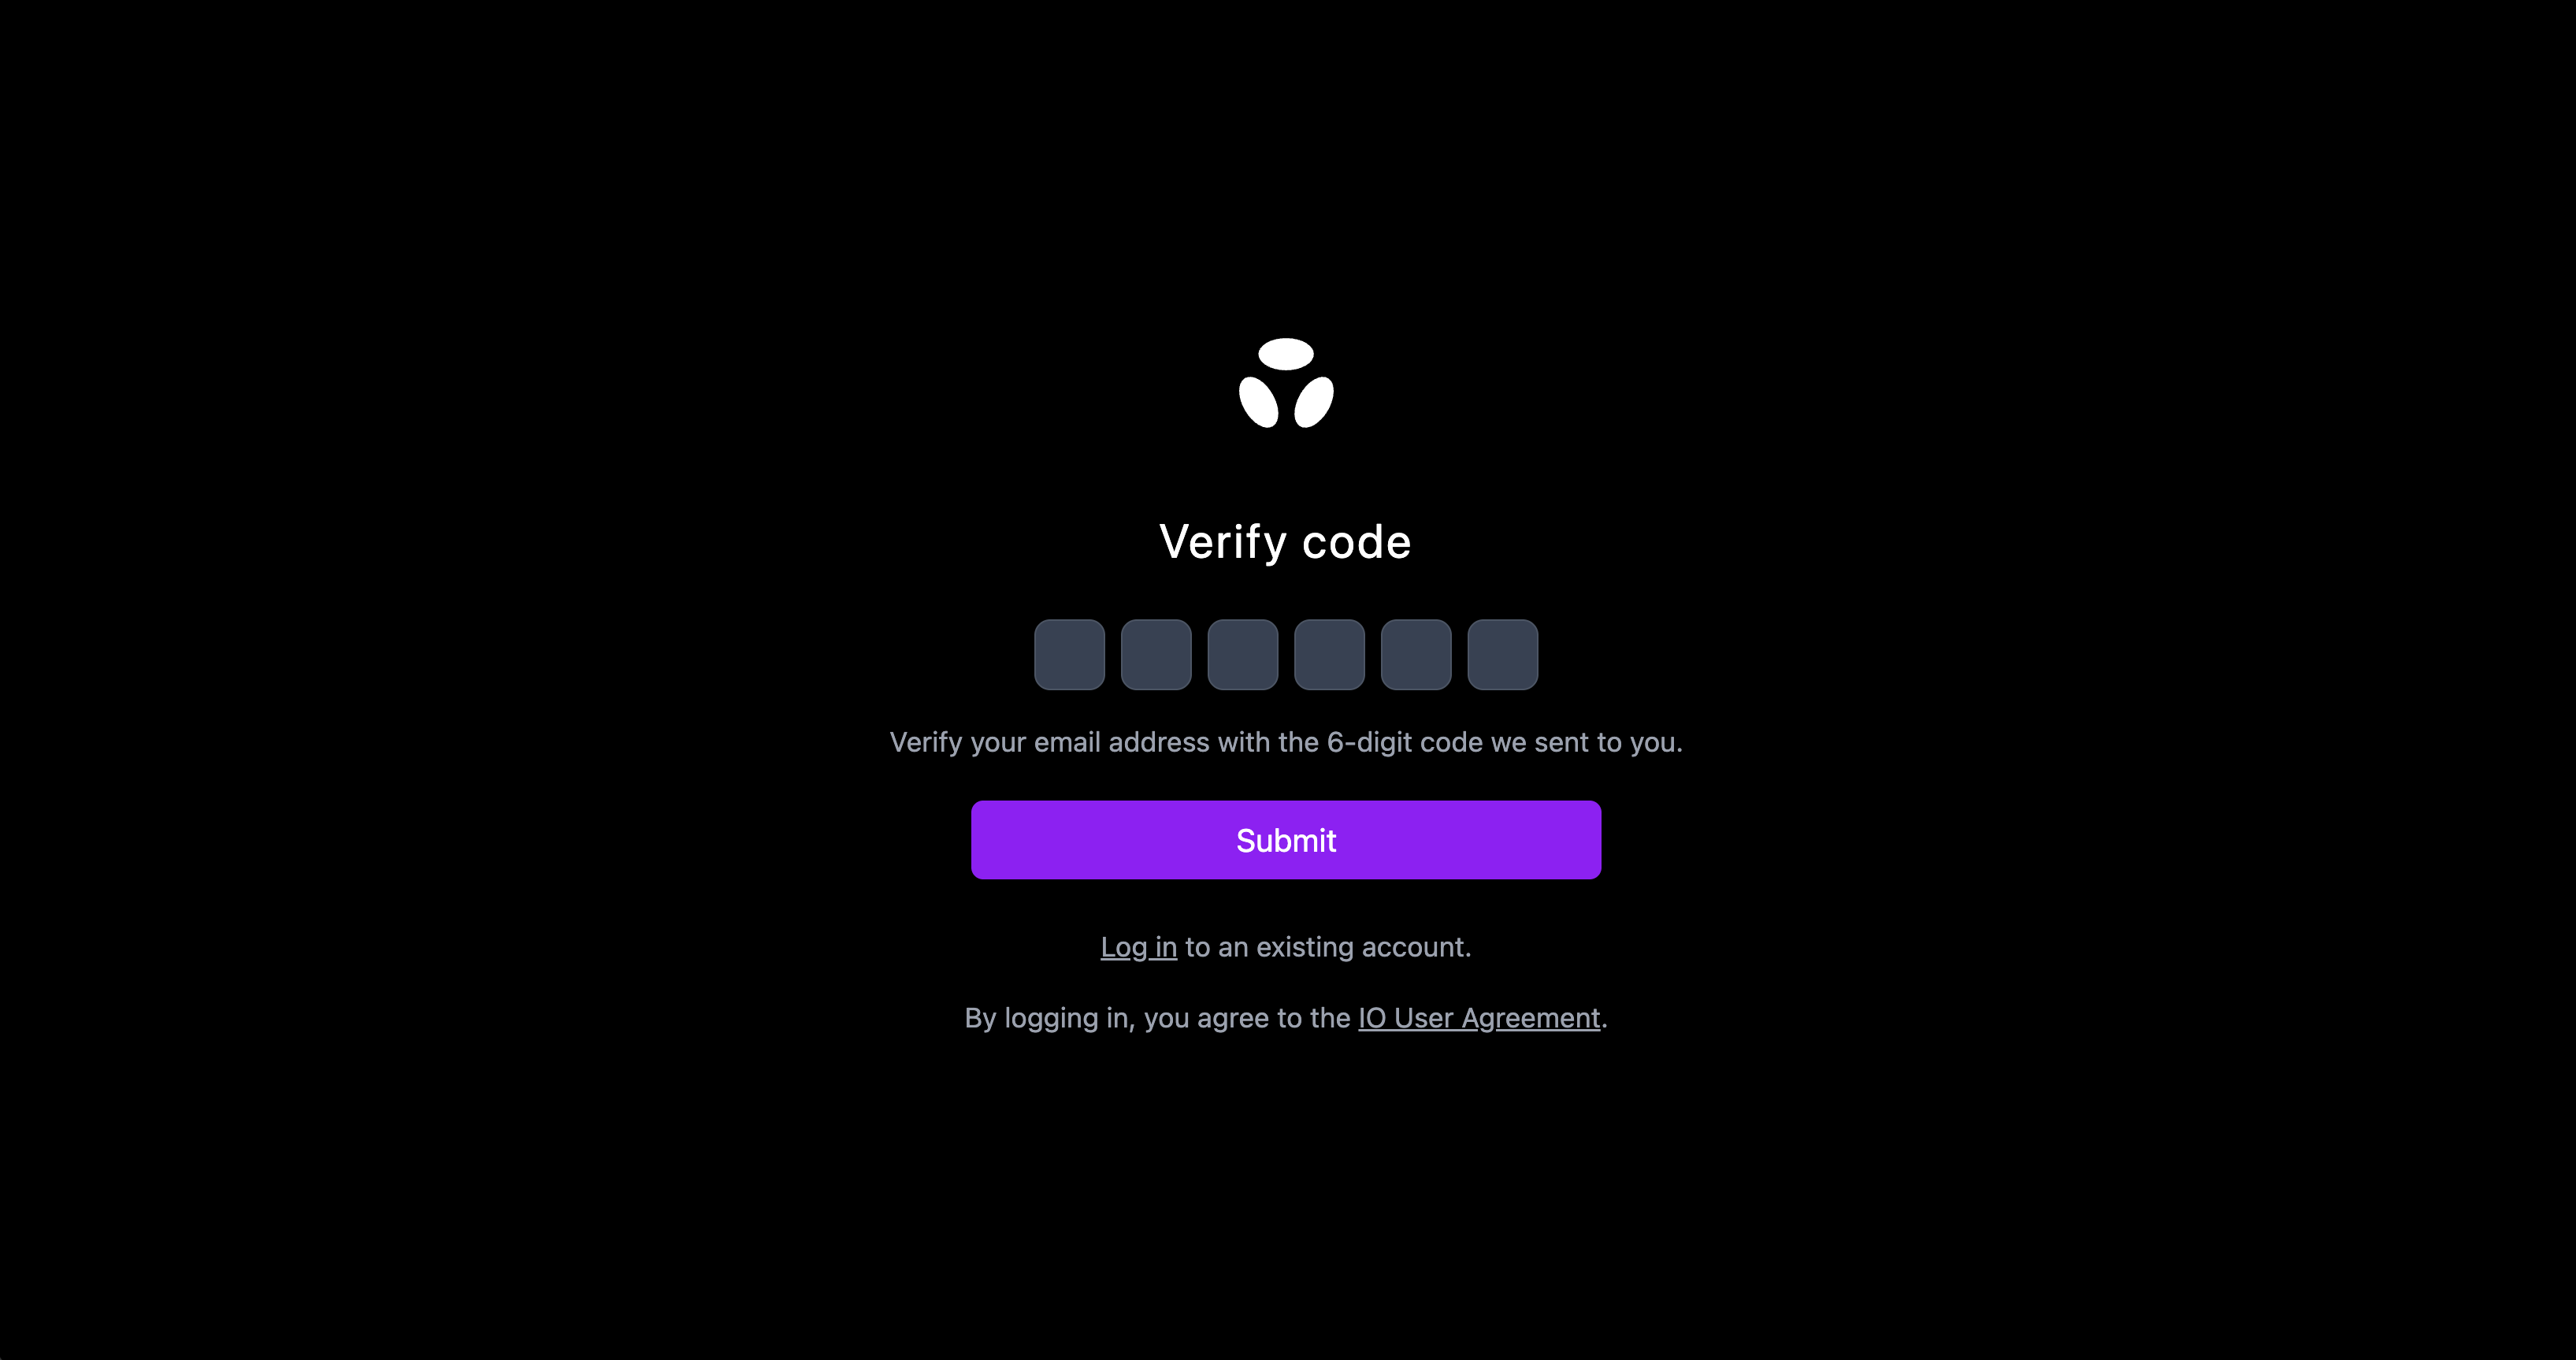 Verify code
Verify your email address with the 6-digit code we sent to you.
Submit
Log in to an existing account.
By logging in, you agree to the IO User Agreement.